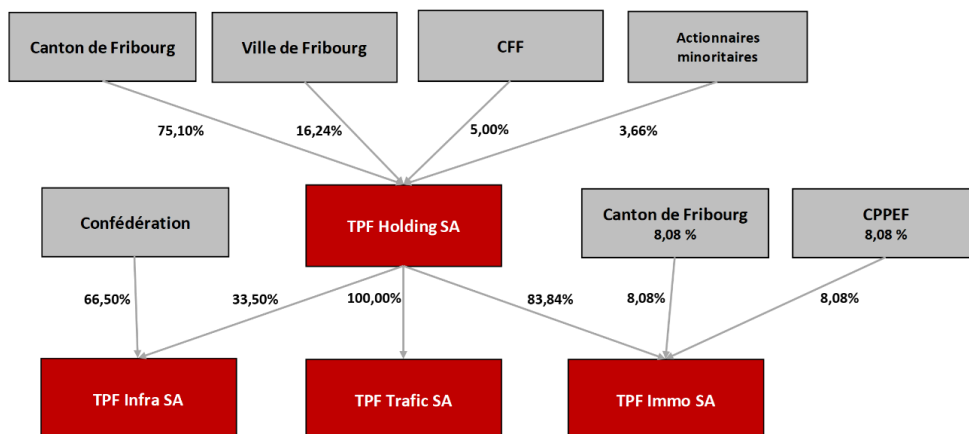 Canton de Fribourg
Ville de Fribourg
CFF
Actionnaires
minoritaires
75,10%
16,24%
5,00%
3,66%
Confédération
TPF Holding SA
Canton de Fribourg
8,08 %
CPPEF
8,08 %
66,50%
33,50%
100,00%
83,84%
8,08%
8,08%
TPF Infra SA
TPF Trafic SA
TPF Immo SA